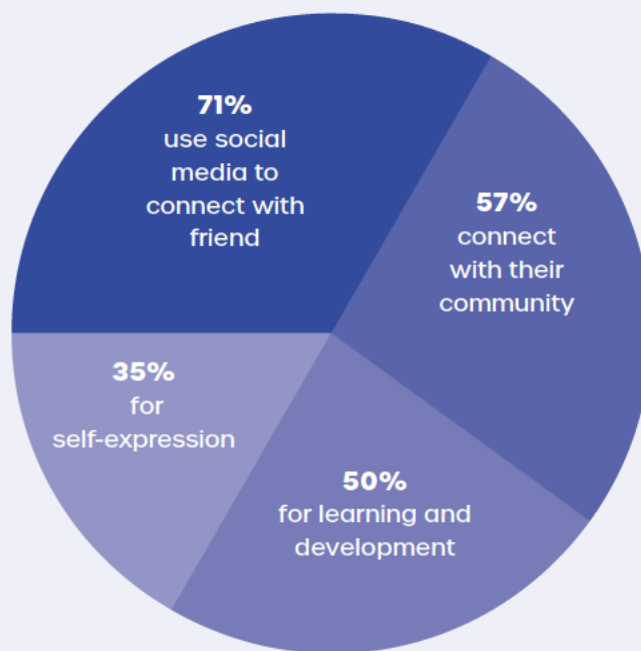 71%
use social
media to
connect with
friend
57%
connect
with their
community
35%
for
self-expression
50%
for learning and
development